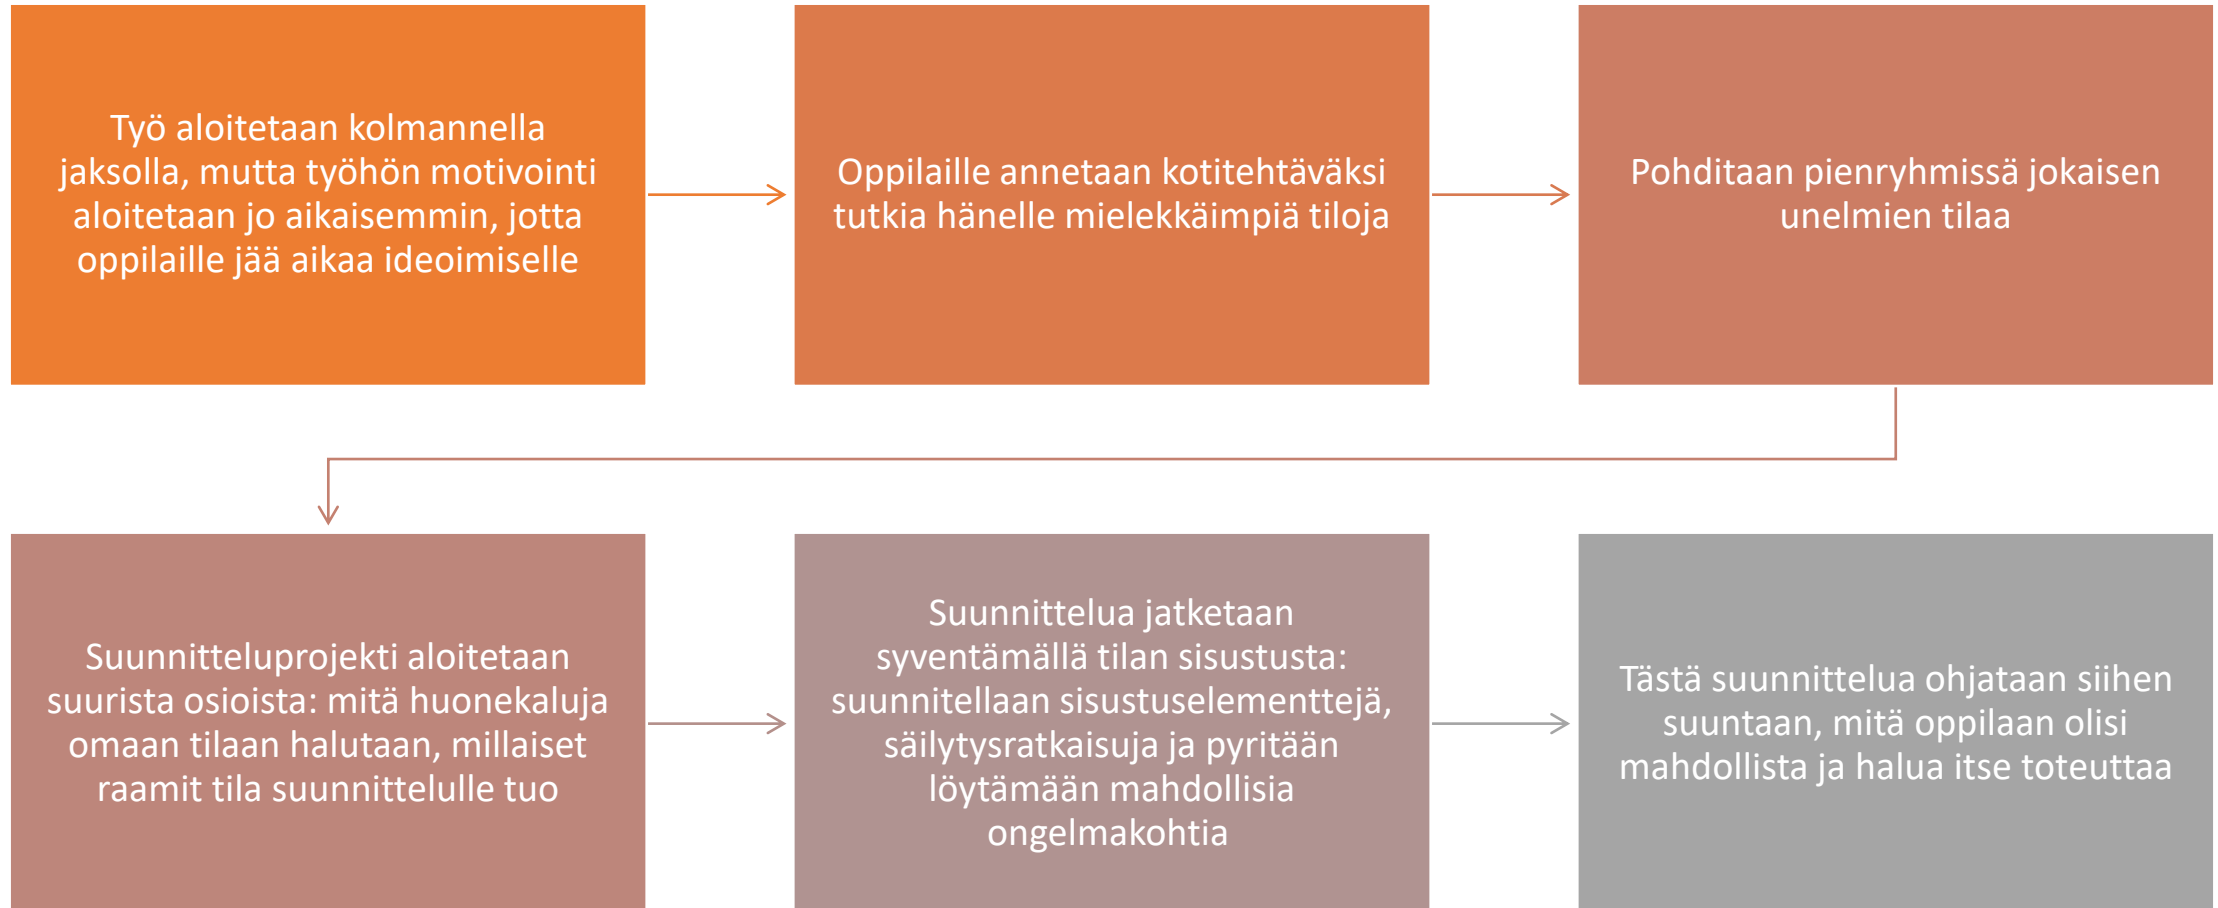 Työ aloitetaan kolmannella
jaksolla, mutta työhön motivointi
aloitetaan jo aikaisemmin, jotta
oppilaille jää aikaa ideoimiselle
Oppilaille annetaan kotitehtäväksi
tutkia hänelle mielekkäimpiä tiloja
Pohditaan pienryhmissä jokaisen
unelmien tilaa
Suunnitteluprojekti aloitetaan
suurista osioista: mitä huonekaluja
omaan tilaan halutaan, millaiset
raamit tila suunnittelulle tuo
Suunnittelua jatketaan
syventämällä tilan sisustusta:
suunnitellaan sisustuselementtejä,
säilytysratkaisuja ja pyritään
löytämään mahdollisia
ongelmakohtia
Tästä suunnittelua ohjataan siihen
suuntaan, mitä oppilaan olisi
mahdollista ja halua itse toteuttaa